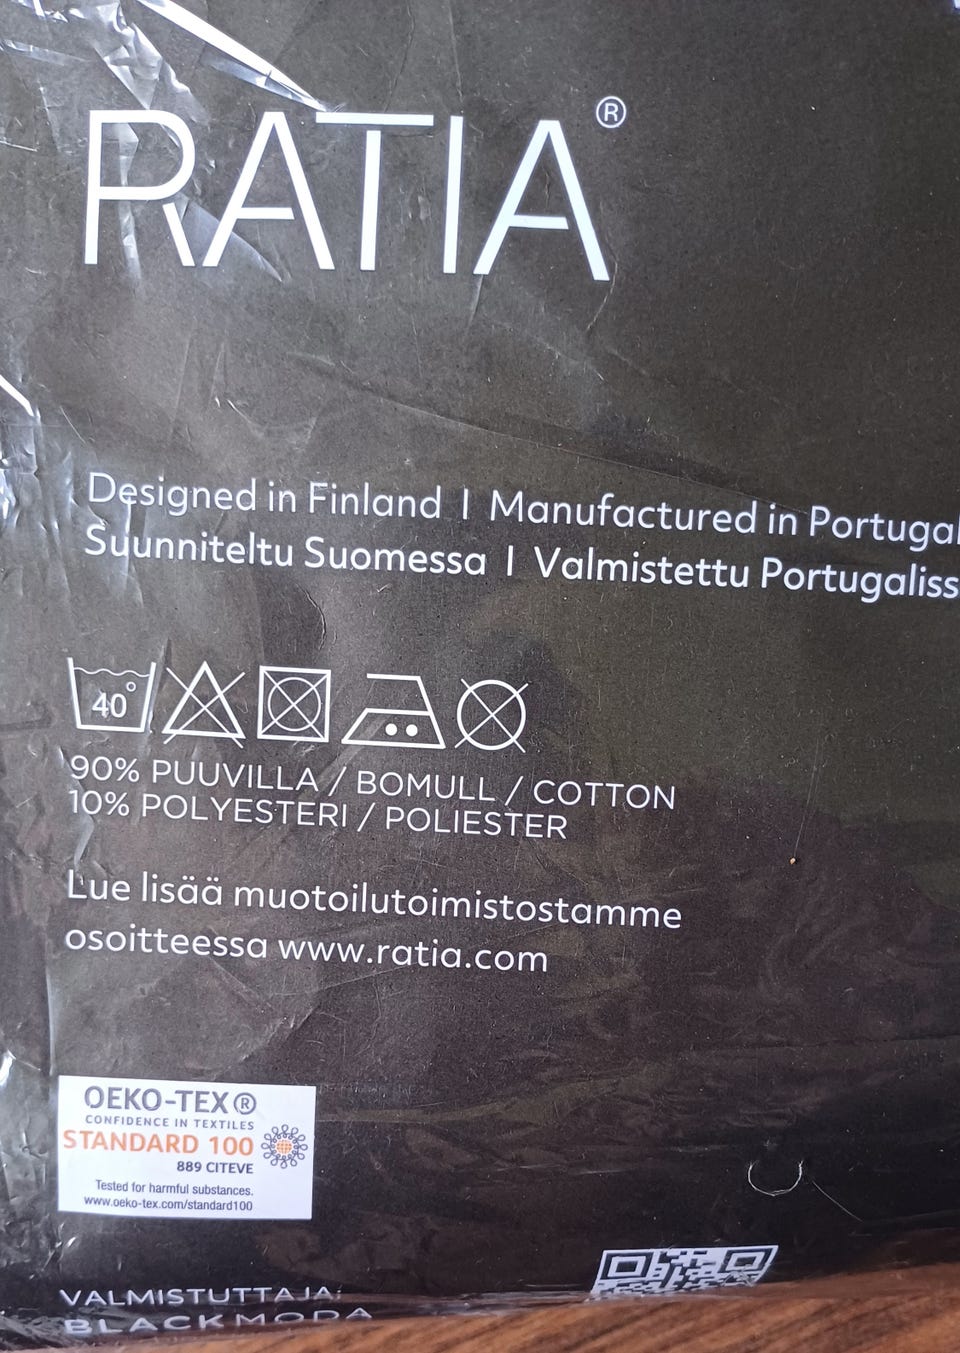 RATIA®
Designed in Finland | Manufactured in Portugal
Suunniteltu Suomessa | Valmistettu Portugaliss
40°
90% PUUVILLA / BOMULL / COTTON
10% POLYESTERI / POLIESTER
Lue lisää muotoilutoimistostamme
osoitteessa www.ratia.com
OEKO-TEX®
CONFIDENCE IN TEXTILES
STANDARD 100
889 CITEVE
Tested for harmful substances.
www.oeko-tex.com/standard100
VALMISTUTTAJA:
BLACKMODA